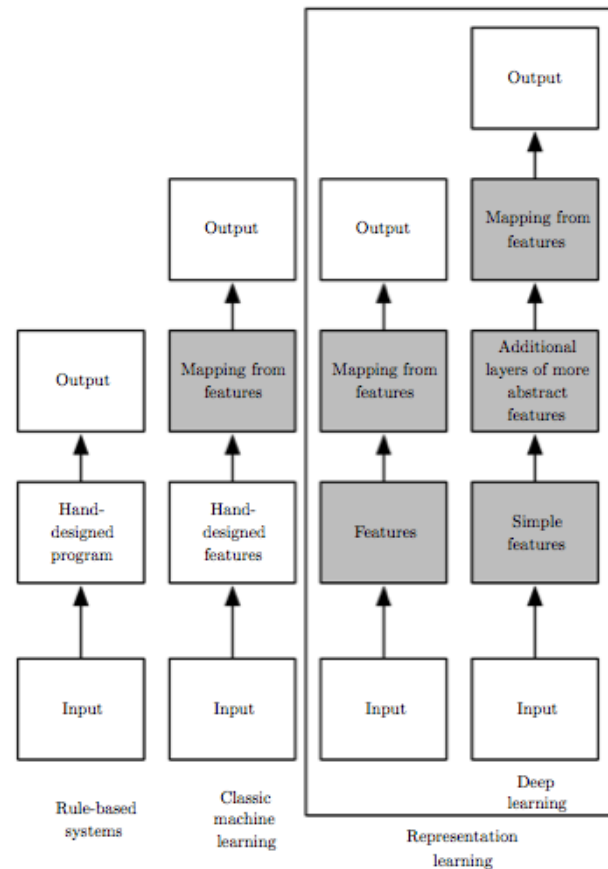 Output
Output
Output
Mapping from
features
Output
Mapping from
features
Mapping from
features
Additional
layers of more
abstract
features
Hand-
designed
program
Hand-
designed
features
Features
Simple
features
Input
Input
Input
Input
Rule-based
systems
Classic
machine
learning
Representation
learning
Deep
learning